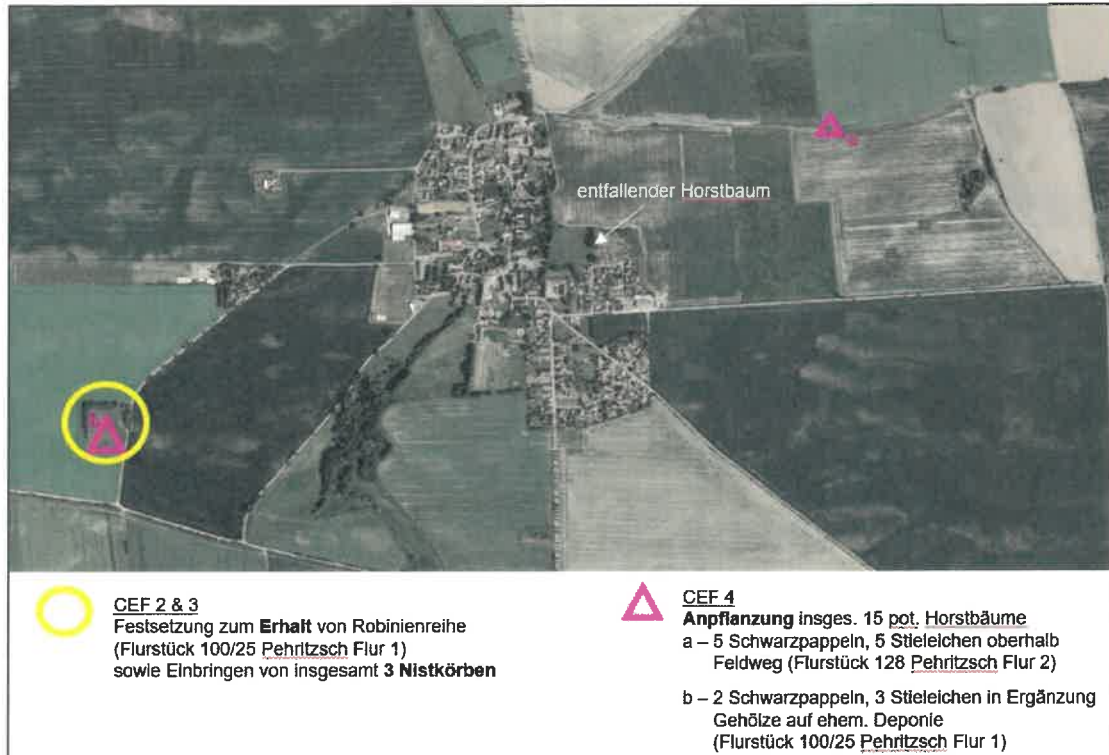 entfallender Horstbaum
a
b
CEF 2 & 3
Festsetzung zum Erhalt von Robinienreihe
(Flurstück 100/25 Pehritzsch Flur 1)
sowie Einbringen von insgesamt 3 Nistkörben
CEF 4
Anpflanzung insges. 15 pot. Horstbäume
a – 5 Schwarzpappeln, 5 Stieleichen oberhalb
Feldweg (Flurstück 128 Pehritzsch Flur 2)
b – 2 Schwarzpappeln, 3 Stieleichen in Ergänzung
Gehölze auf ehem. Deponie
(Flurstück 100/25 Pehritzsch Flur 1)